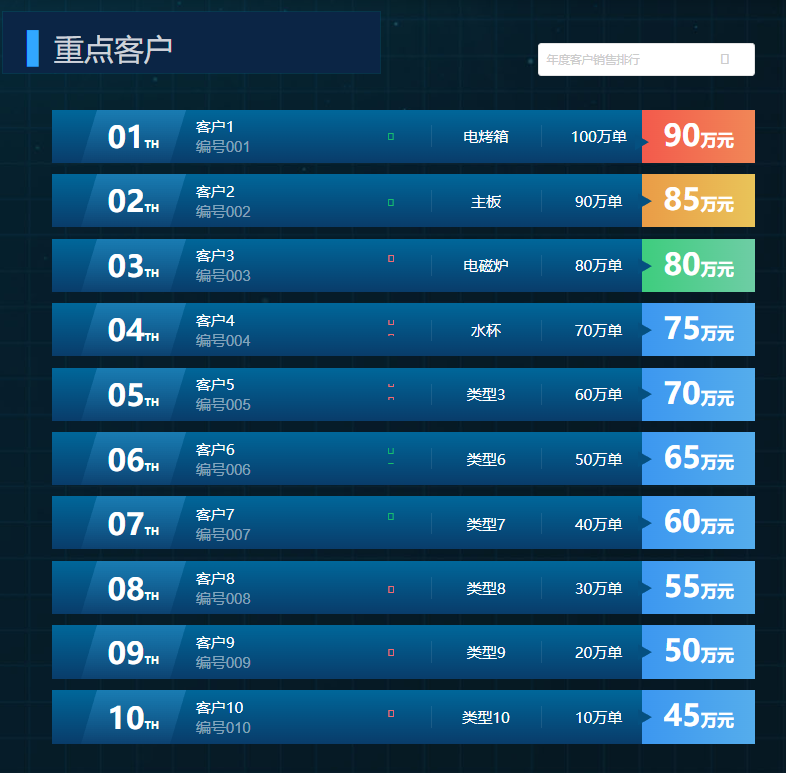 重点客户
年度客户销售排行
01TH 客户1 电烤箱 100万单 90万元
编号001
02TH 客户2 主板 90万单 85万元
编号002
03TH 客户3 电磁炉 80万单 80万元
编号003
04TH 客户4 水杯 70万单 75万元
编号004
05TH 客户5 类型3 60万单 70万元
编号005
06TH 客户6 类型6 50万单 65万元
编号006
07TH 客户7 类型7 40万单 60万元
编号007
08TH 客户8 类型8 30万单 55万元
编号008
09TH 客户9 类型9 20万单 50万元
编号009
10TH 客户10 类型10 10万单 45万元
编号010